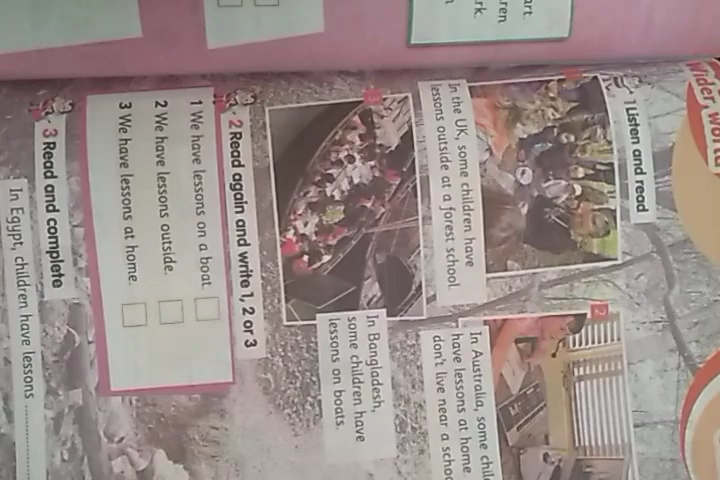 Wider, World
1 Listen and read
In the UK, some children have
lessons outside at a forest school.
2
In Australia, some
have lessons at home.
don't live near a
3
In Bangladesh,
some children have
lessons on boats.
2 Read again and write 1, 2 or 3
1 We have lessons on a boat.
2 We have lessons outside.
3 We have lessons at home.
3 Read and complete
In Egypt, children have lessons